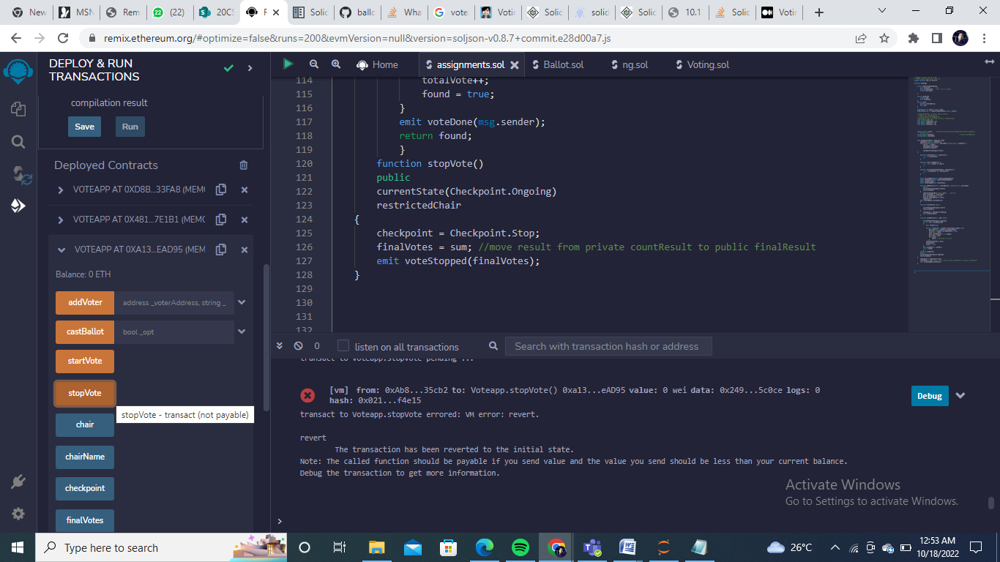 New
MSN
Rem
(22)
20CS
R
Solic
ballo
Wha
vote
Votin
Solic
solid
Solic
10.1
Solic
Votin
remix.ethereum.org/#optimize=false&runs=200&evmVersion=null&version=soljson-v0.8.7+commit.e28d00a7.js
DEPLOY & RUN
TRANSACTIONS
compilation result
Save Run
Deployed Contracts
VOTEAPP AT 0XD8B...33FA8 (MEMO
VOTEAPP AT 0X481...7E1B1 (MEMO
VOTEAPP AT 0XA13...EAD95 (MEM
Balance: 0 ETH
addVoter address _voterAddress, string _
castBallot bool _opt
startVote
stopVote
stopVote - transact (not payable)
chair
chairName
checkpoint
finalVotes
Home assignments.sol Ballot.sol ng.sol Voting.sol
114 totalVote++;
115 found = true;
116 }
117 emit voteDone(msg.sender);
118 return found;
119 }
120 function stopVote()
121 public
122 currentState(Checkpoint.Ongoing)
123 restrictedChair
124 {
125 checkpoint = Checkpoint.Stop;
126 finalVotes = sum; //move result from private countResult to public finalResult
127 emit voteStopped(finalVotes);
128 }
129
130
131
132
0 listen on all transactions Search with transaction hash or address
transact to Voteapp.stopVote pending ...
[vm] from: 0xAb8...35cb2 to: Voteapp.stopVote() 0xa13...eAD95 value: 0 wei data: 0x249...5c0ce logs: 0
hash: 0x021...f4e15
Debug
transact to Voteapp.stopVote errored: VM error: revert.
revert
The transaction has been reverted to the initial state.
Note: The called function should be payable if you send value and the value you send should be less than your current balance.
Debug the transaction to get more information.
>
Activate Windows
Go to Settings to activate Windows.
Type here to search
26°C
12:53 AM
10/18/2022